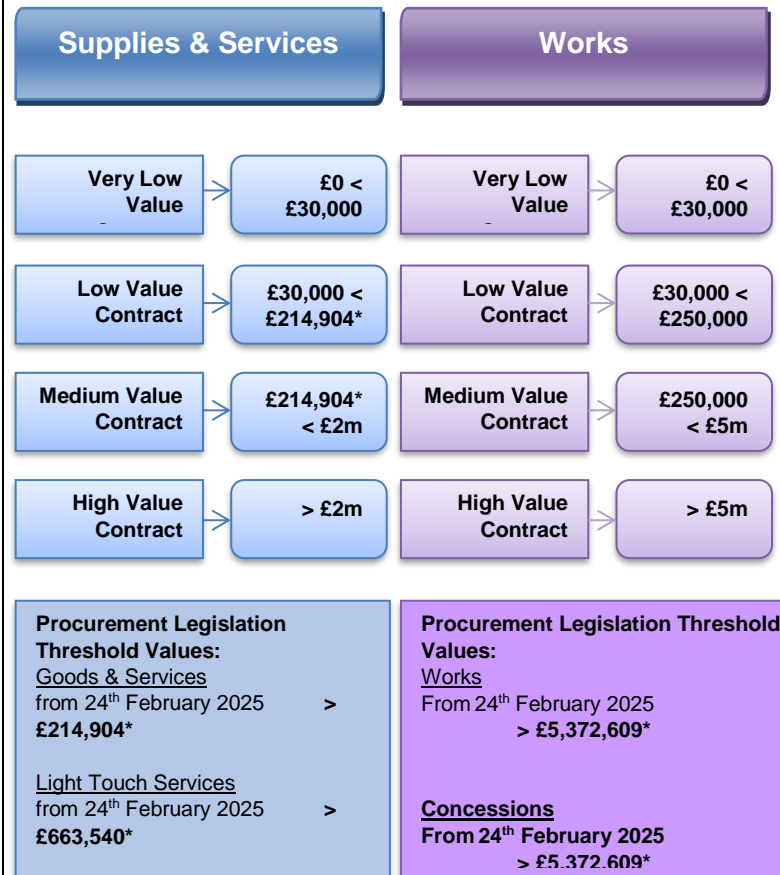 Supplies & Services
Works
Very Low
Value
£0 <
£30,000
Very Low
Value
£0 <
£30,000
Low Value
Contract
£30,000 <
£214,904*
Low Value
Contract
£30,000 <
£250,000
Medium Value
Contract
£214,904*
< £2m
Medium Value
Contract
£250,000
< £5m
High Value
Contract
> £2m
High Value
Contract
> £5m
Procurement Legislation
Threshold Values:
Goods & Services
from 24th February 2025 >
£214,904*
Light Touch Services
from 24th February 2025 >
£663,540*
Procurement Legislation Threshold
Values:
Works
From 24th February 2025
> £5,372,609*
Concessions
From 24th February 2025
> £5,372,609*